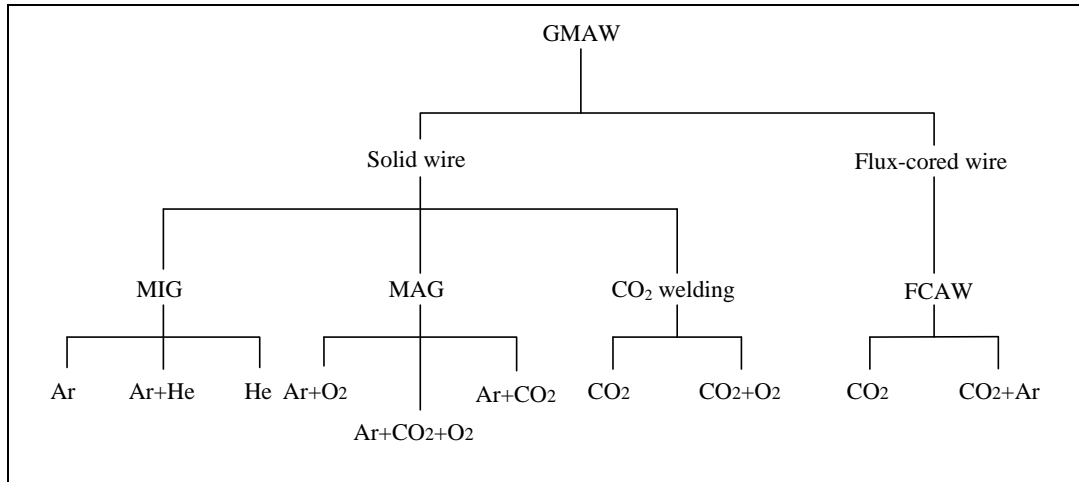 GMAW
Solid wire
Flux-cored wire
MIG
MAG
CO₂ welding
FCAW
Ar
Ar+He
He
Ar+O2
Ar+CO2+O2
Ar+CO2
CO2
CO2+O2
CO2
CO2+Ar